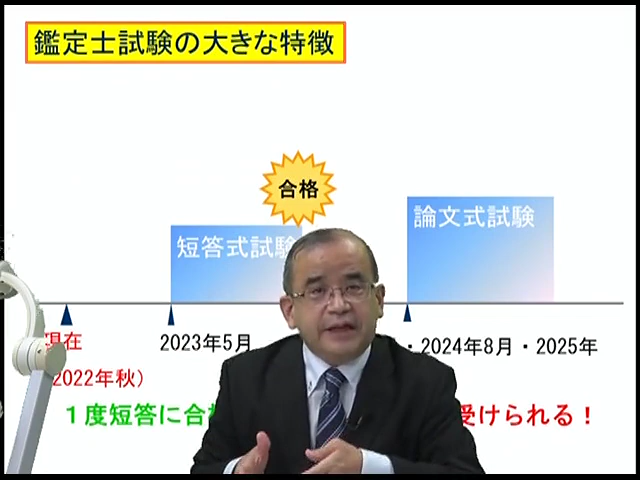 鑑定士試験の大きな特徴
合格
論文式試験
短答式試験
現在
2023年5月
・2024年8月・2025年
2022年秋）
１度短答に合
受けられる！